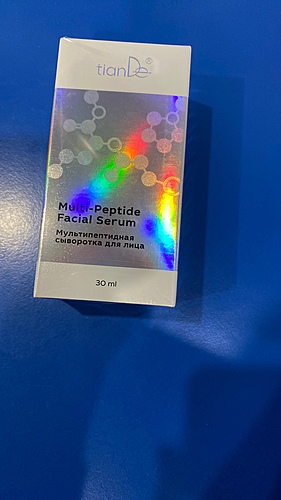 tianDe®
Multi-Peptide
Facial Serum
Мультипептидная
сыворотка для лица
30 ml